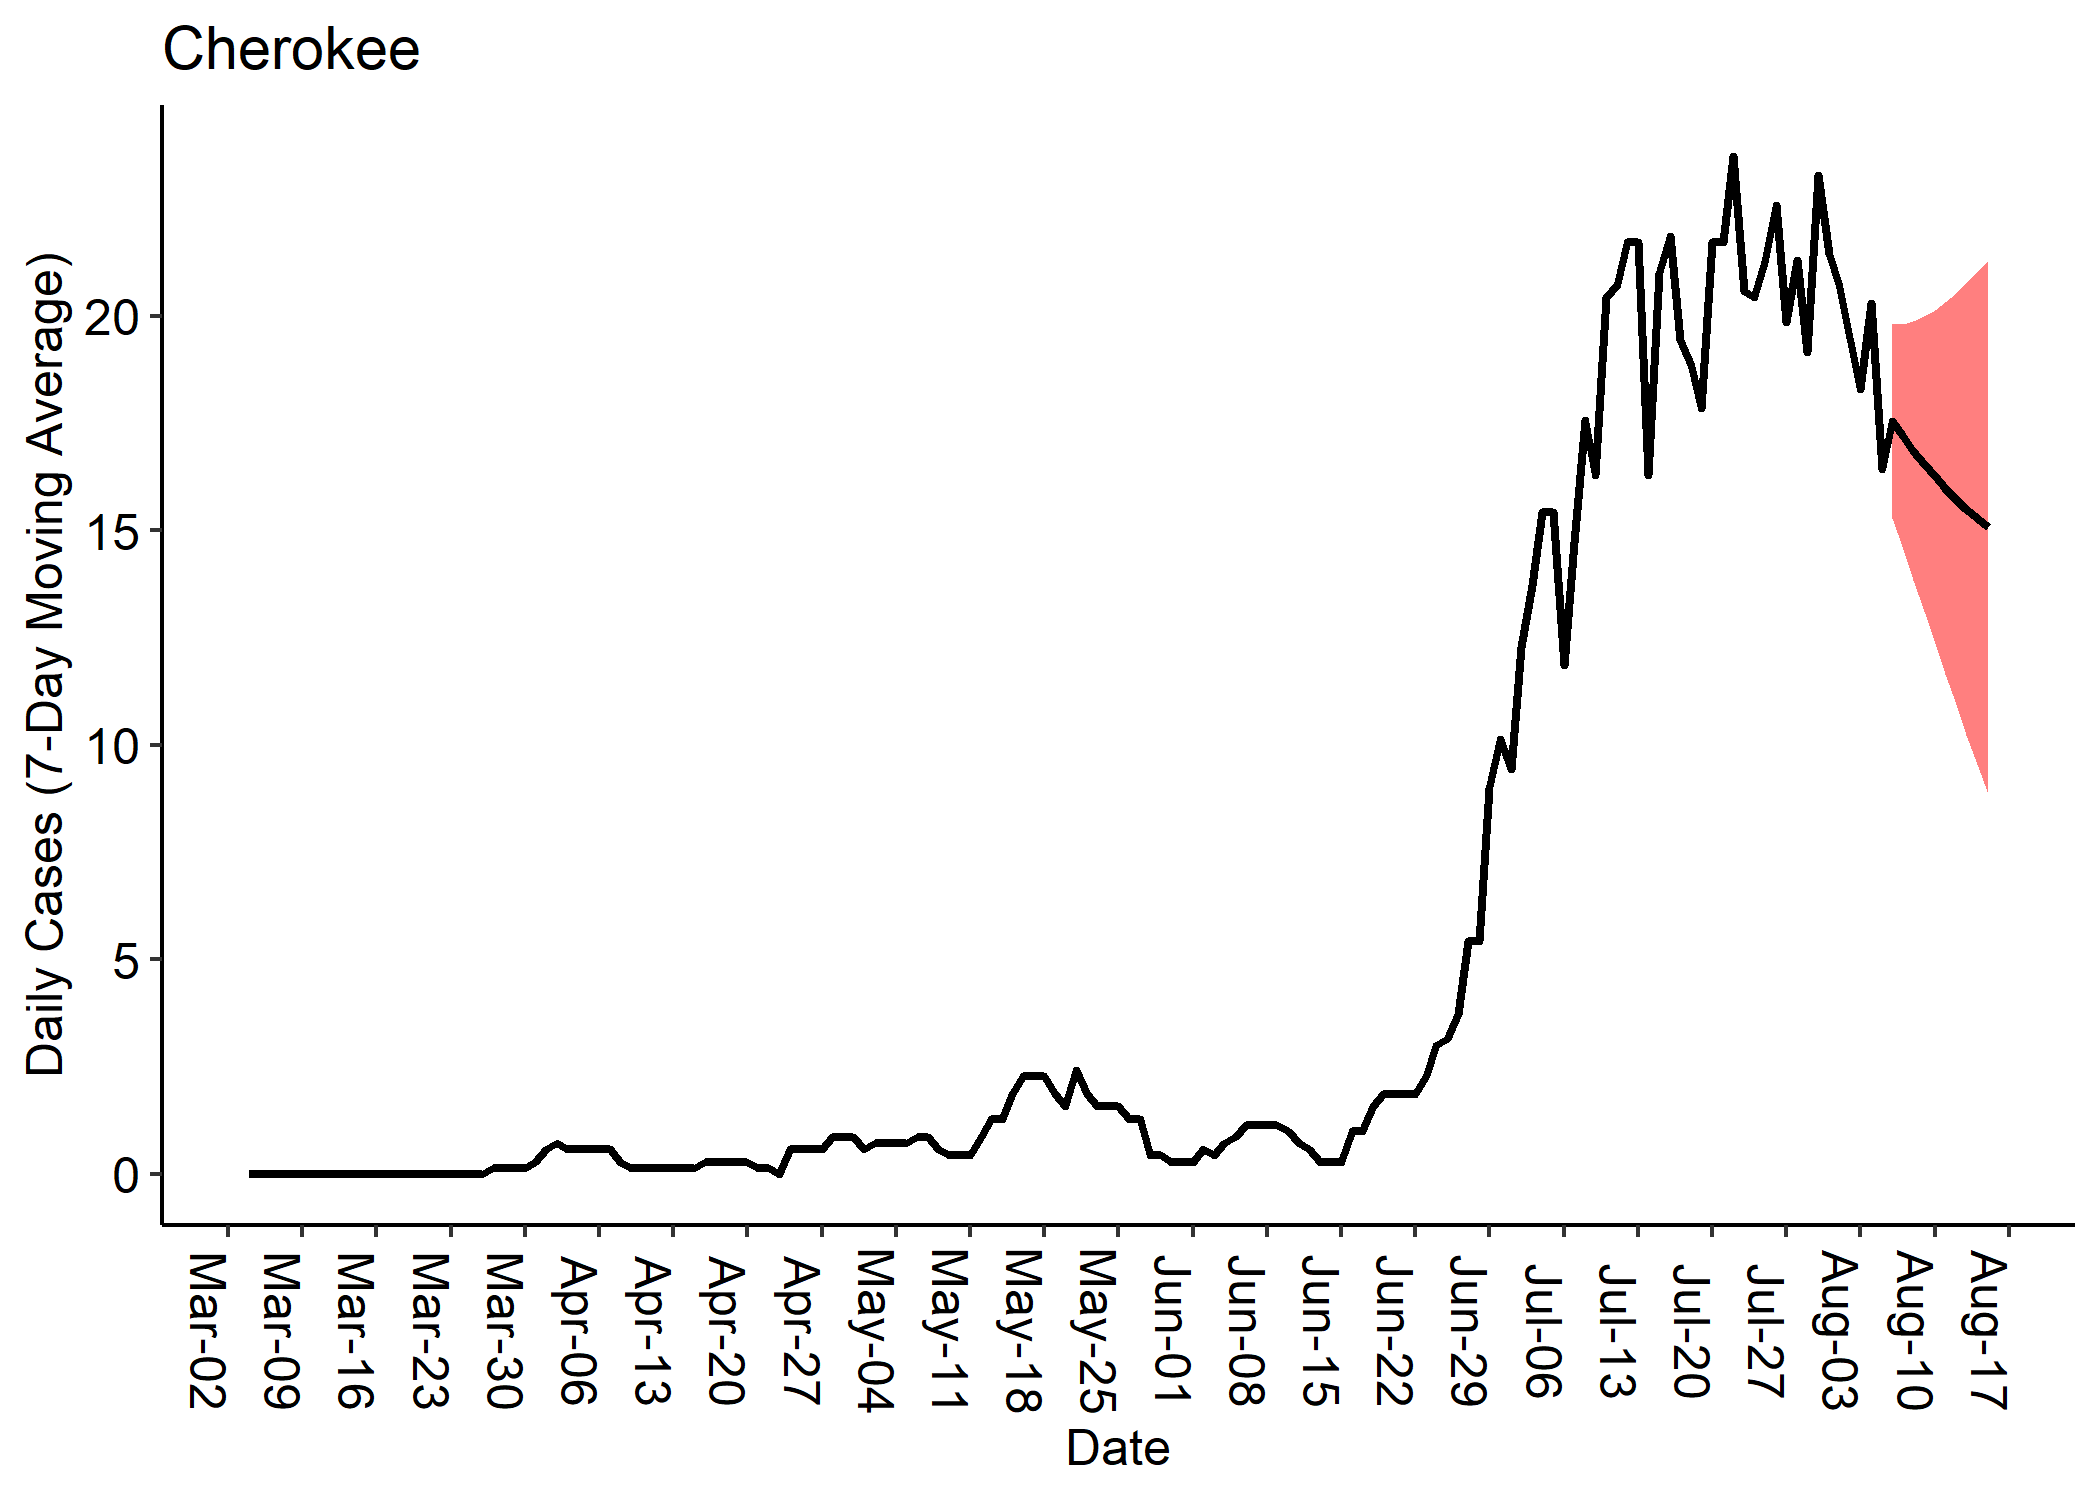 Cherokee
Daily Cases (7-Day Moving Average)
20
15
10
5
0
Mar-02
Mar-09
Mar-16
Mar-23
Mar-30
Apr-06
Apr-13
Apr-20
Apr-27
May-04
May-11
May-18
May-25
Jun-01
Jun-08
Jun-15
Jun-22
Jun-29
Jul-06
Jul-13
Jul-20
Jul-27
Aug-03
Aug-10
Aug-17
Date